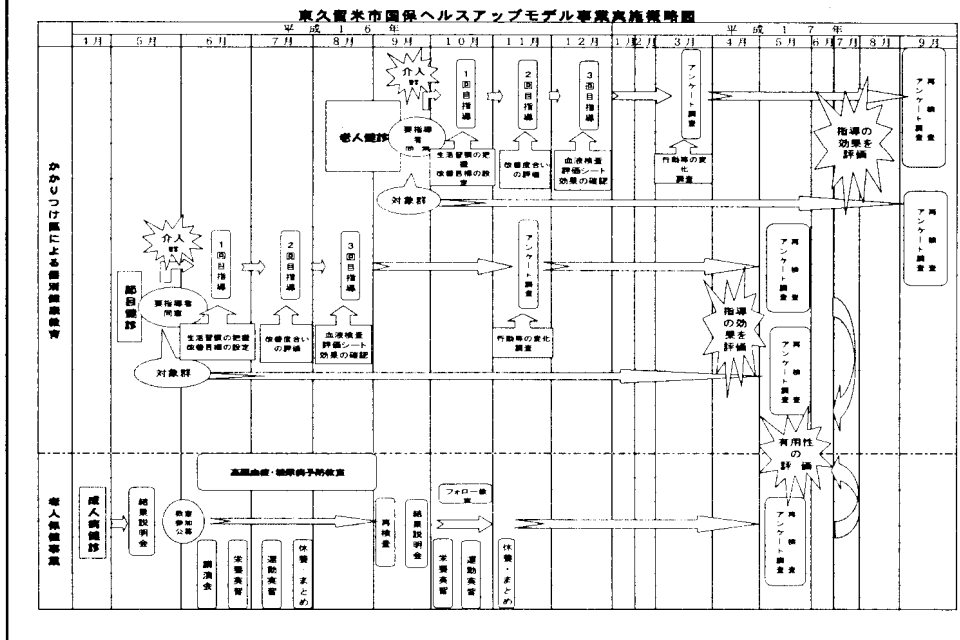 東久留米市国保ヘルスアップモデル事業実施概略図
平成16年
平成17年
4月
5月
6月
7月
8月
9月
10月
11月
12月
1月
2月
3月
4月
5月
6月
7月
8月
9月
かかりつけ医による個別健康教育
老人健診
介入群
要指導者
同意
1回目指導
2回目指導
3回目指導
アンケート調査
再検査
アンケート調査
指導の
効果を
評価
生活習慣の把握
改善目標の設定
改善度合い
の評価
血液検査
評価シート
効果の確認
行動等の変化
調査
対象群
再検査
アンケート調査
節目健診
介入群
要指導者
同意
1回目指導
2回目指導
3回目指導
アンケート調査
再検査
アンケート調査
指導
の効
果を
評価
生活習慣の把握
改善目標の設定
改善度合い
の評価
血液検査
評価シート
効果の確認
行動等の変化
調査
対象群
再検査
アンケート調査
有用性
の
評価
老人保健事業
成人病健診
結果説明会
教室
参加
公募
高脂血症・糖尿病予防教室
講演会
栄養実習
運動実習
休養・まとめ
再検査
結果説明会
フォロー教室
栄養実習
運動実習
休養・まとめ
再検査
アンケート調査